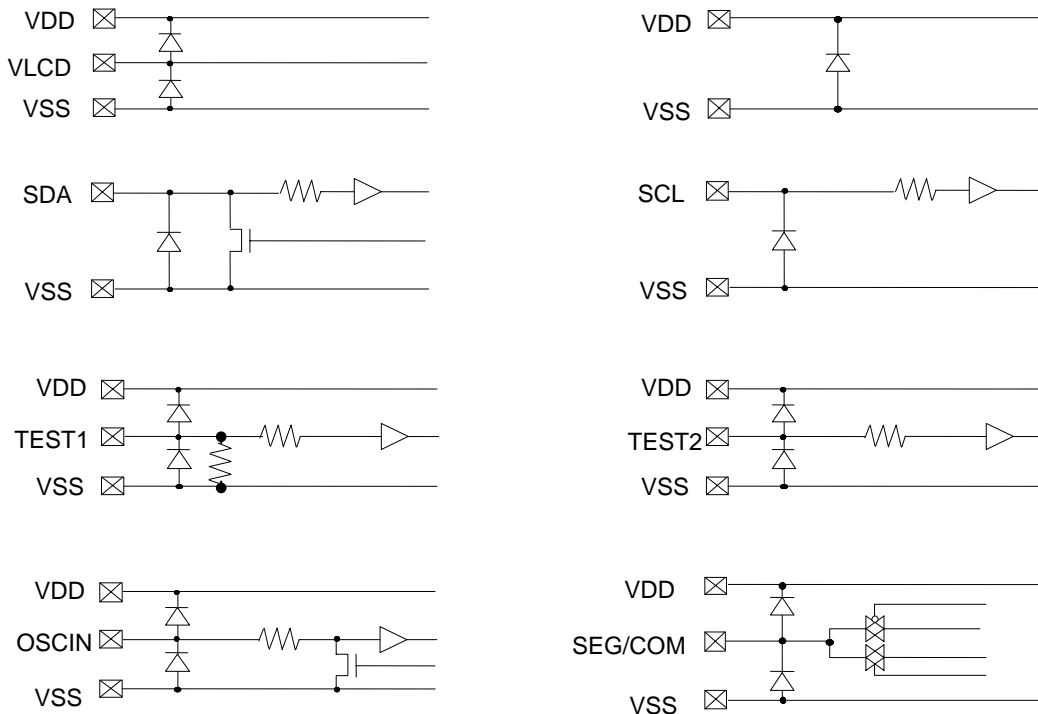 VDD
VLCD
VSS
VDD
VSS
SDA
VSS
SCL
VSS
VDD
TEST1
VSS
VDD
TEST2
VSS
VDD
OSCIN
VSS
VDD
SEG/COM
VSS